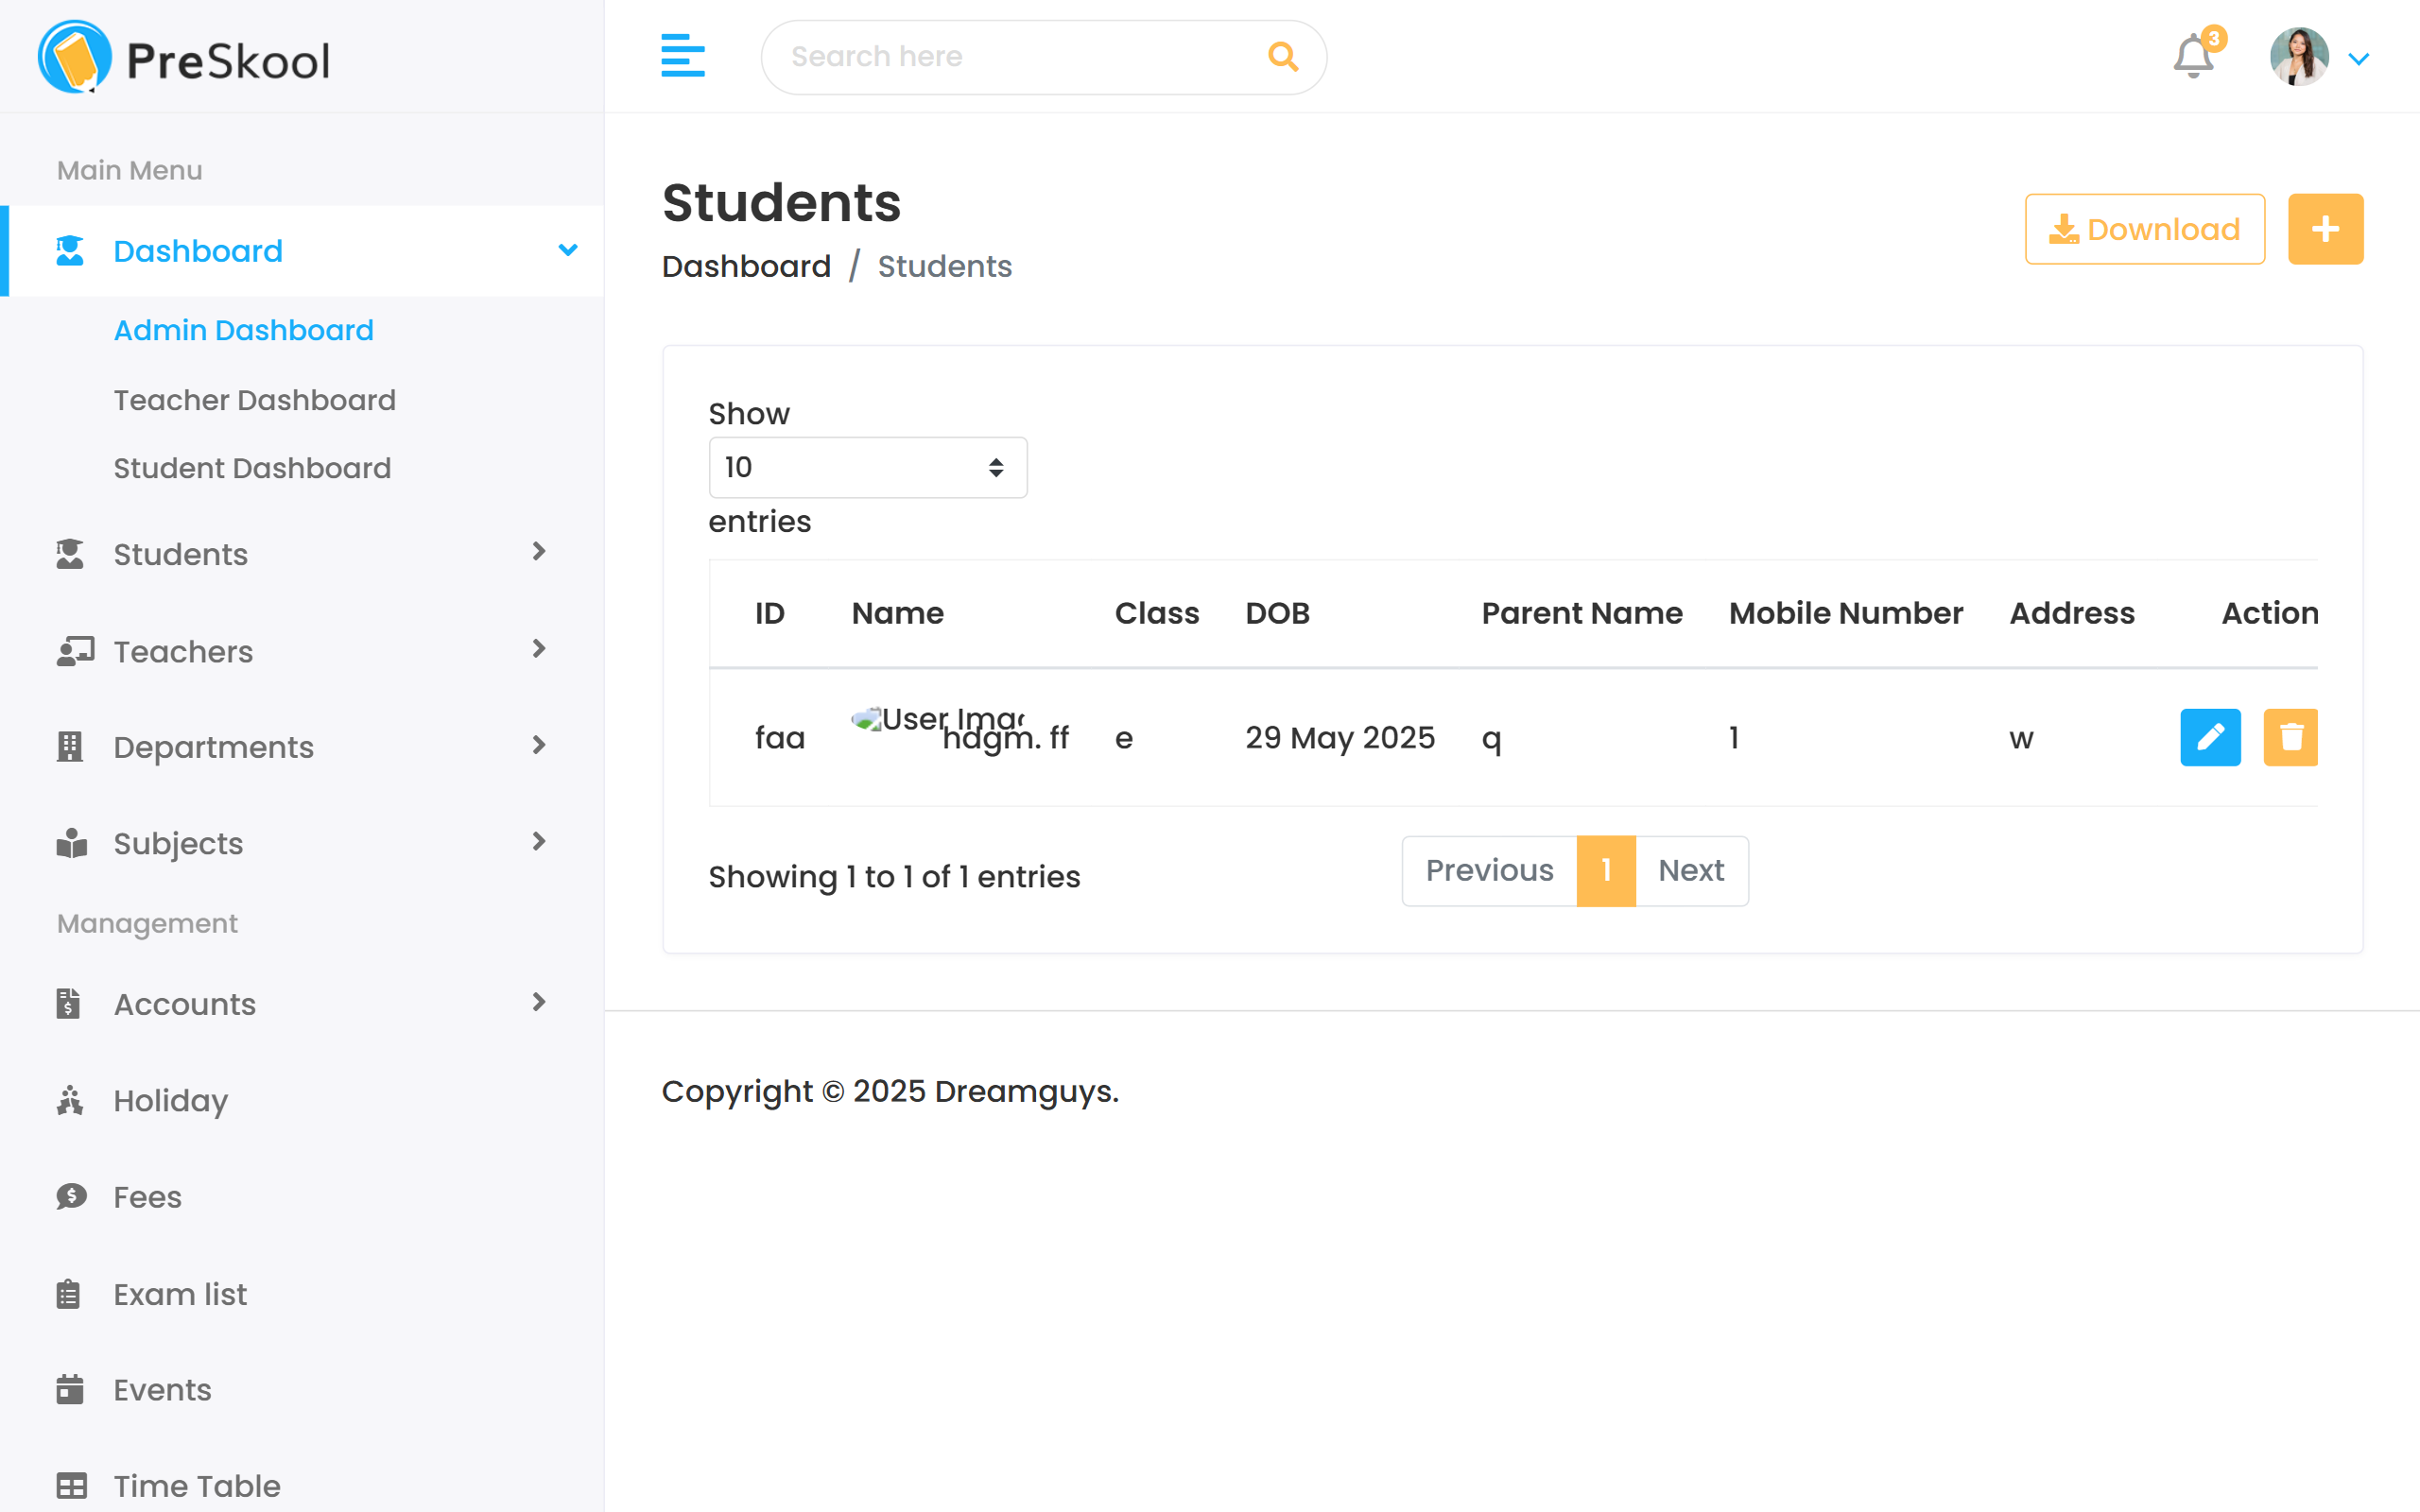 PreSkool
Search here
3
Main Menu
Dashboard
Admin Dashboard
Teacher Dashboard
Student Dashboard
Students
Teachers
Departments
Subjects
Management
Accounts
Holiday
Fees
Exam list
Events
Time Table
Students
Dashboard / Students
Download
Show
10
entries
ID Name Class DOB Parent Name Mobile Number Address Action
faa User Imag hdgm. ff e 29 May 2025 q 1 w
Showing 1 to 1 of 1 entries
Previous 1 Next
Copyright © 2025 Dreamguys.